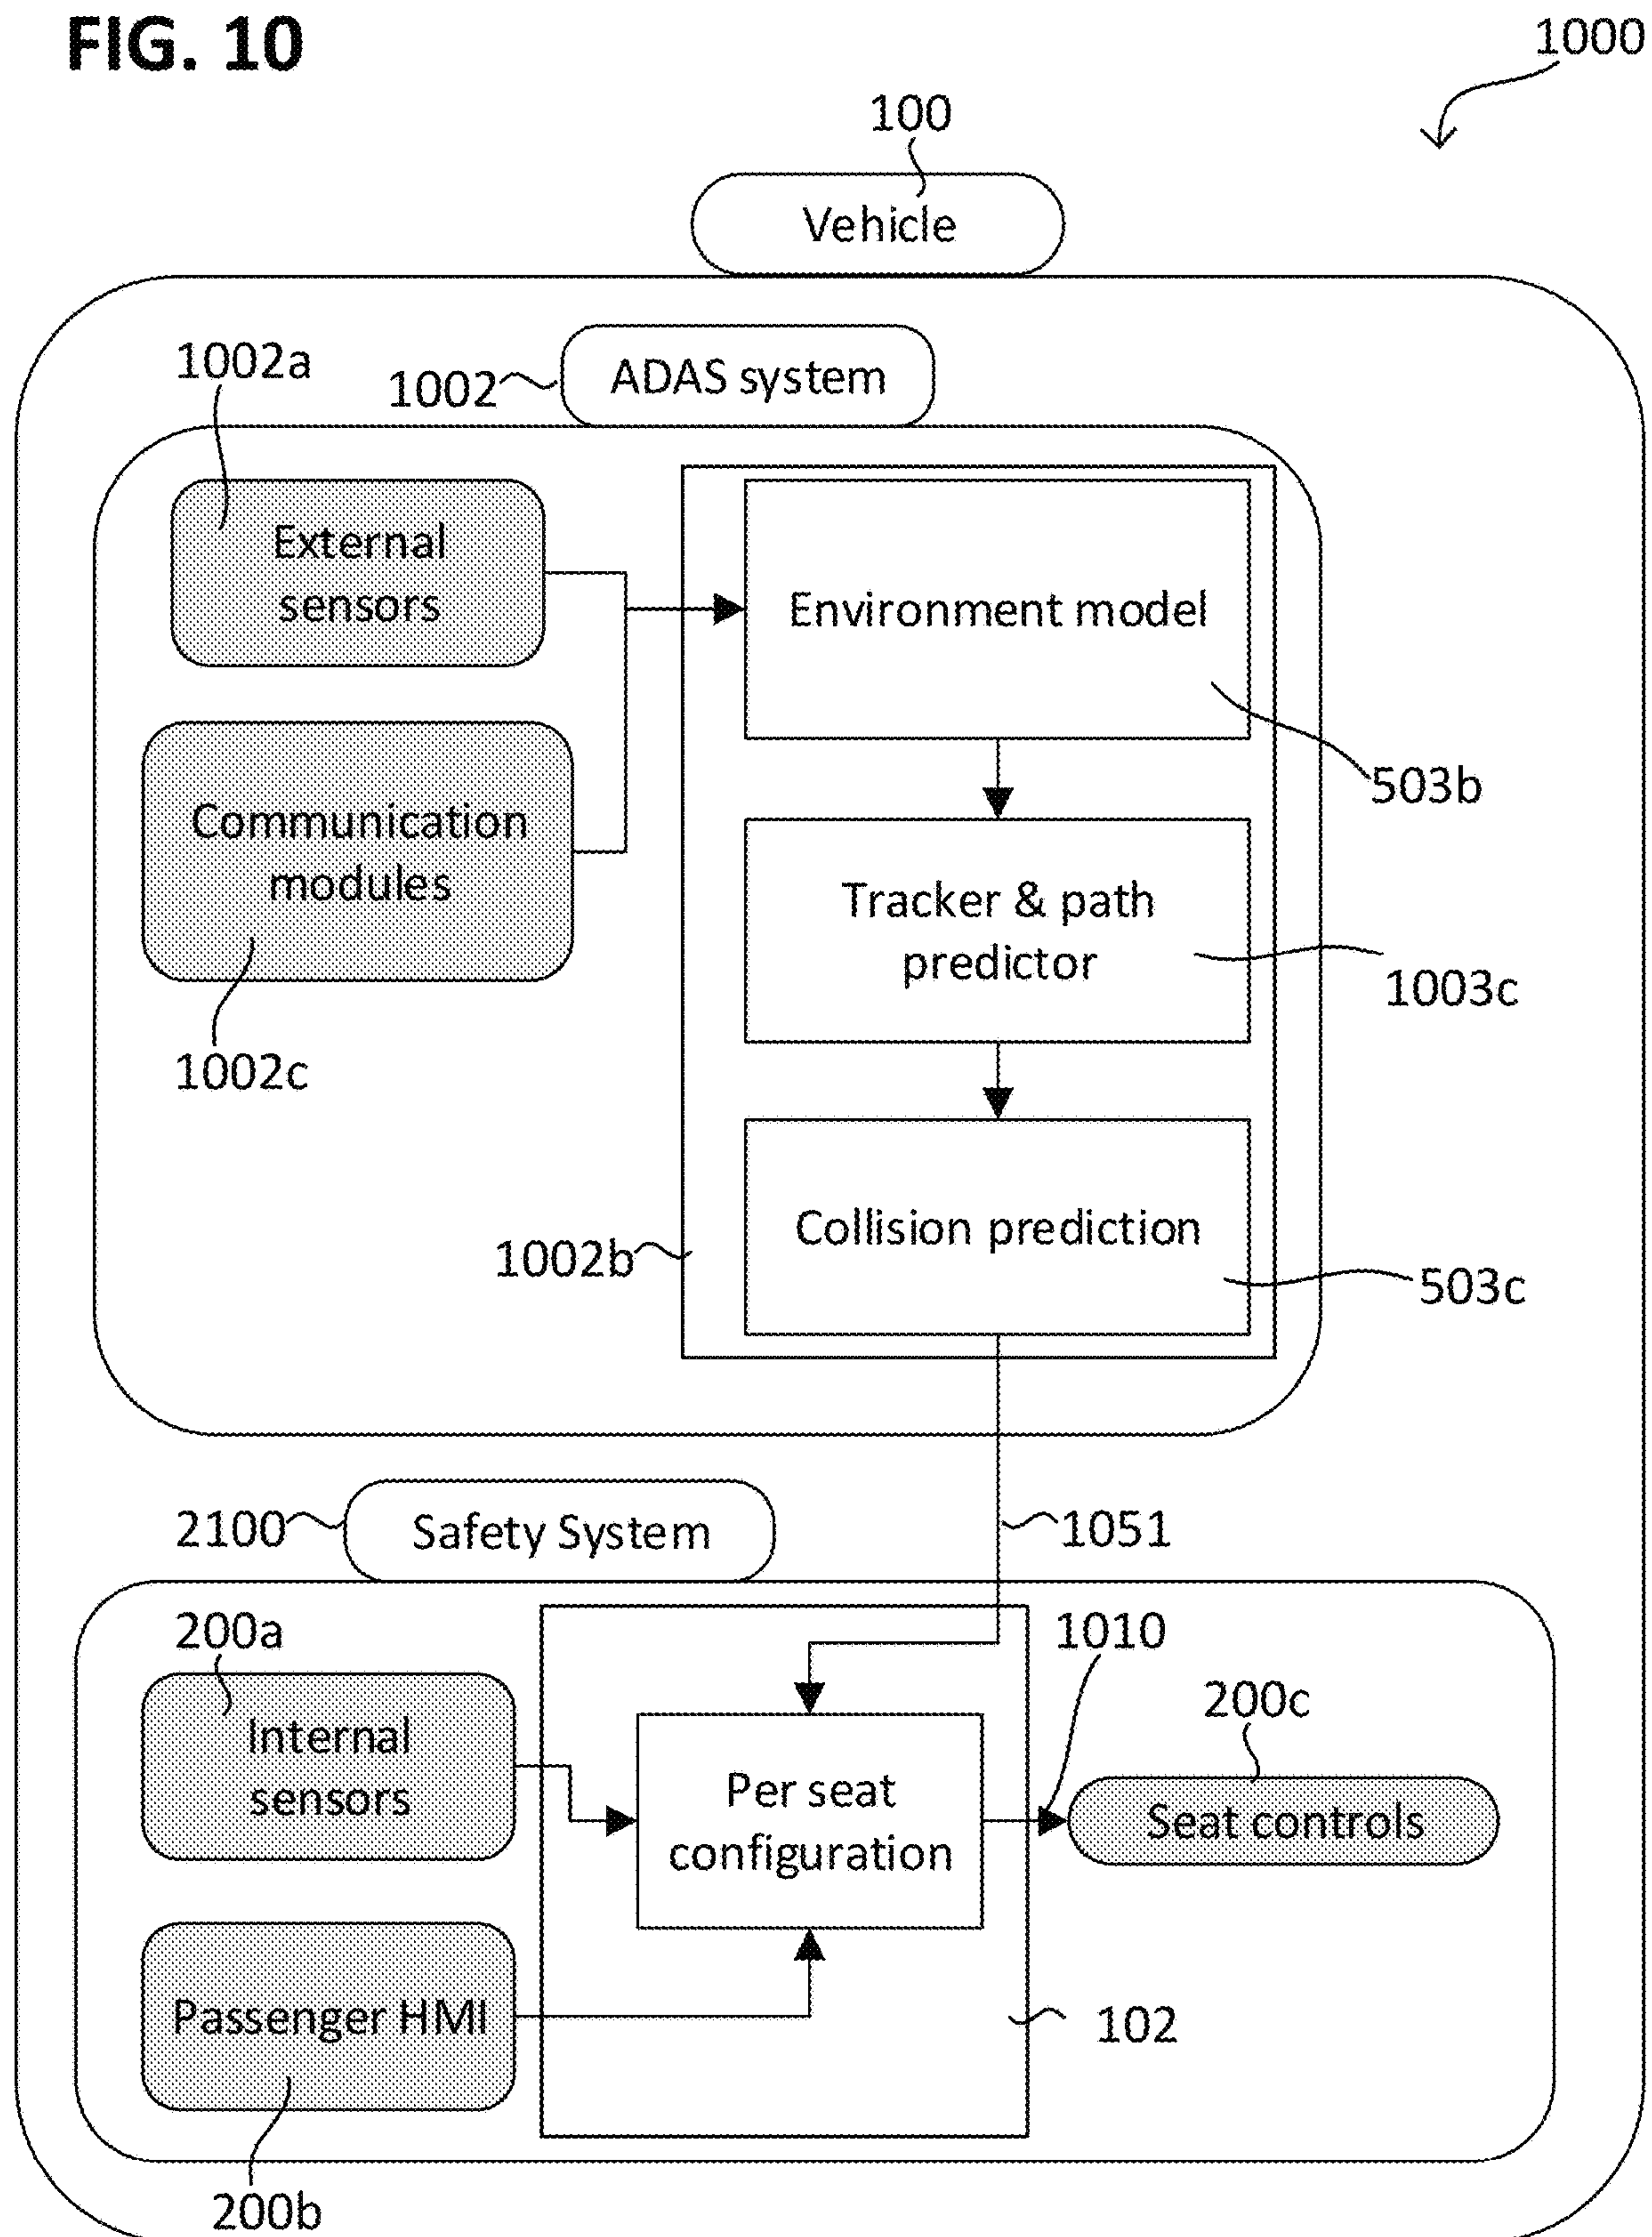 FIG. 10
1000
100
Vehicle
1002a
1002
ADAS system
External
sensors
Environment model
503b
Communication
modules
1002c
Tracker & path
predictor
1003c
Collision prediction
1002b
503c
2100
Safety System
1051
200a
1010
200c
Internal
sensors
Per seat
configuration
Seat controls
Passenger HMI
102
200b